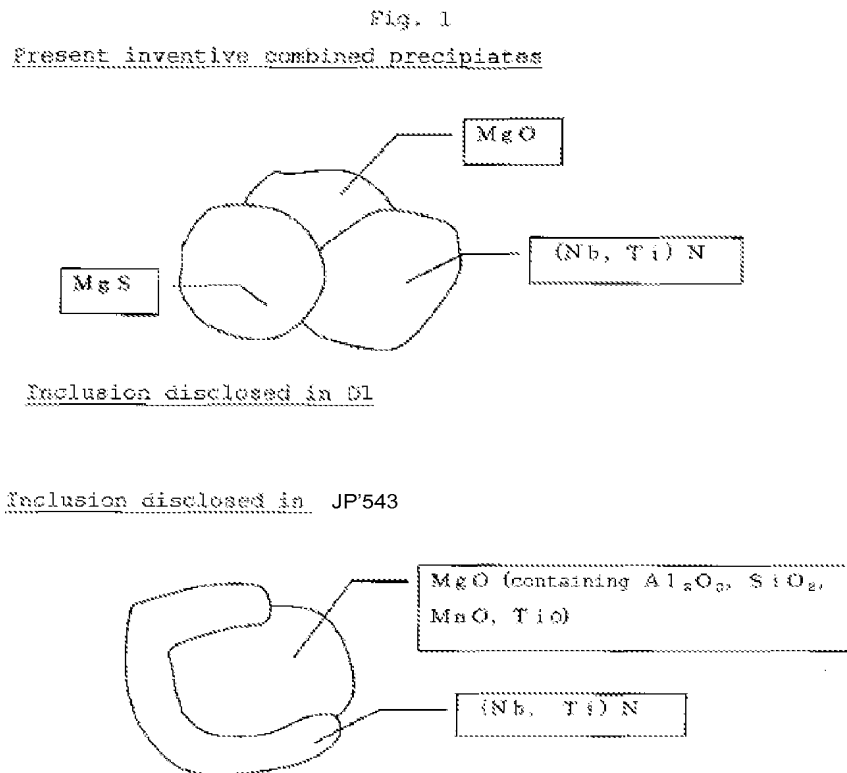 Fig. 1
Present inventive combined precipiates
MgO
(Nb, Ti) N
MgS
Inclusion disclosed in D1
Inclusion disclosed in JP'543
MgO (containing Al₂O₃, SiO₂,
MnO, TiO)
(Nb, Ti) N